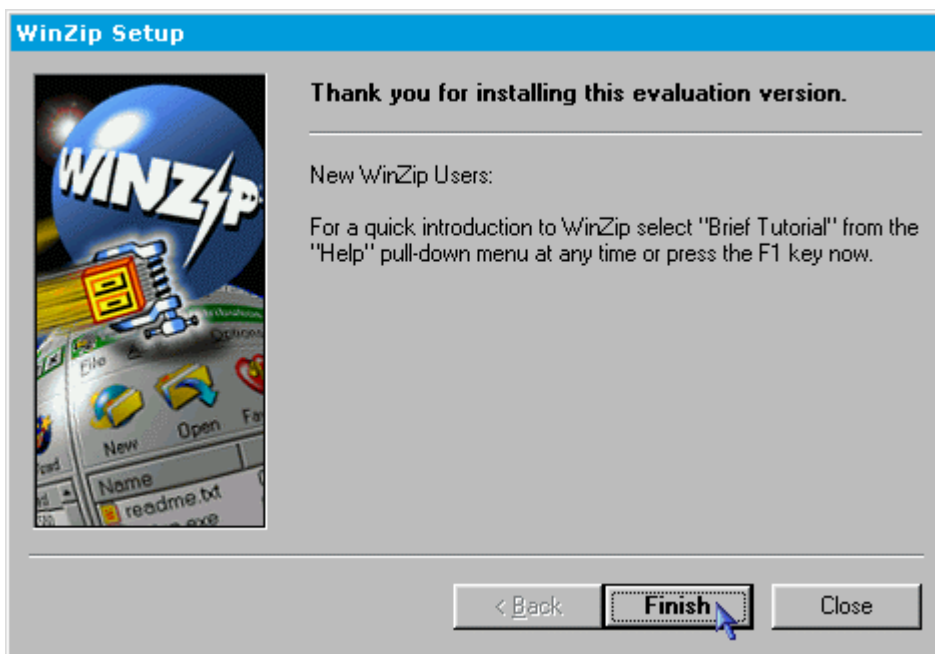 WinZip Setup
Thank you for installing this evaluation version.
New WinZip Users:
For a quick introduction to WinZip select "Brief Tutorial" from the
"Help" pull-down menu at any time or press the F1 key now.
WINZIP
File
Options
New
Open
Name
readme.txt
< Back
Finish
Close